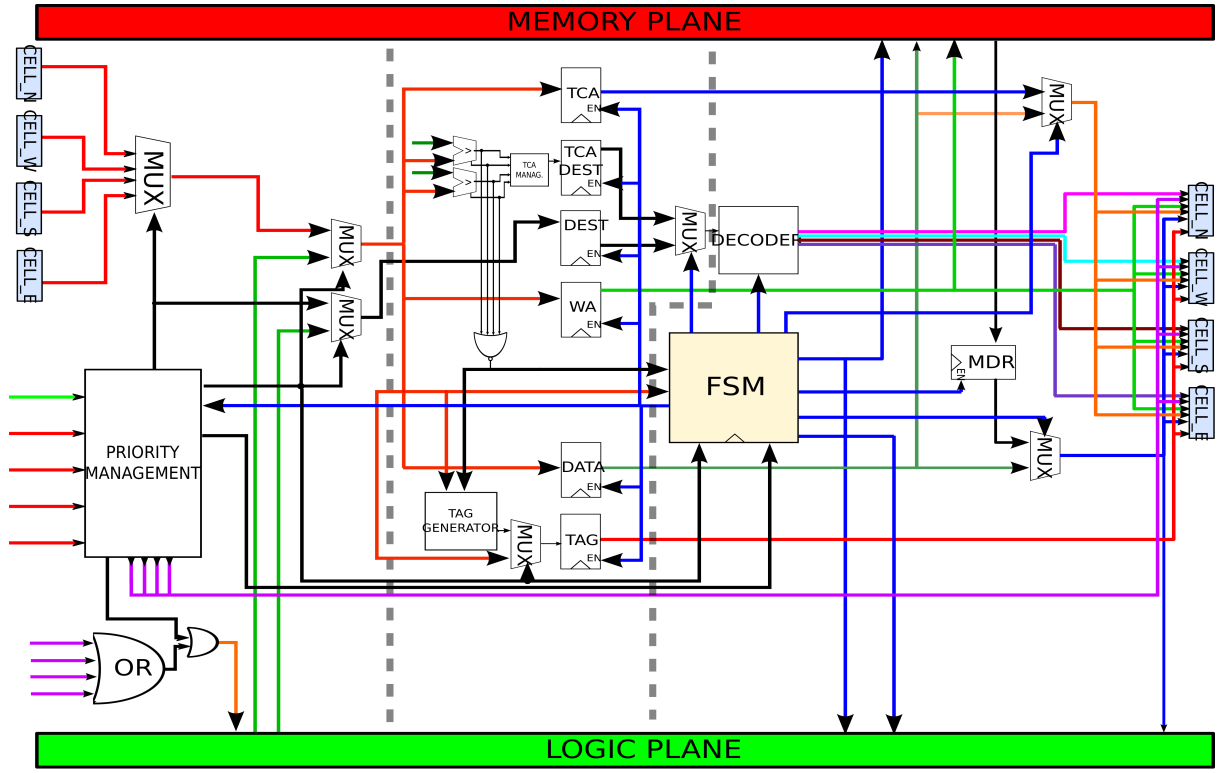 MEMORY PLANE
CELL_N
CELL_W
CELL_S
CELL_E
MUX
MUX
MUX
PRIORITY
MANAGEMENT
OR
>>
>>
TCA
MANAG.
TCA
EN
TCA
DEST
EN
DEST
EN
WA
EN
DATA
EN
TAG
EN
TAG
GENERATOR
MUX
MUX
DECODER
FSM
MUX
MDR
EN
MUX
CELL_N
CELL_W
CELL_S
CELL_E
LOGIC PLANE